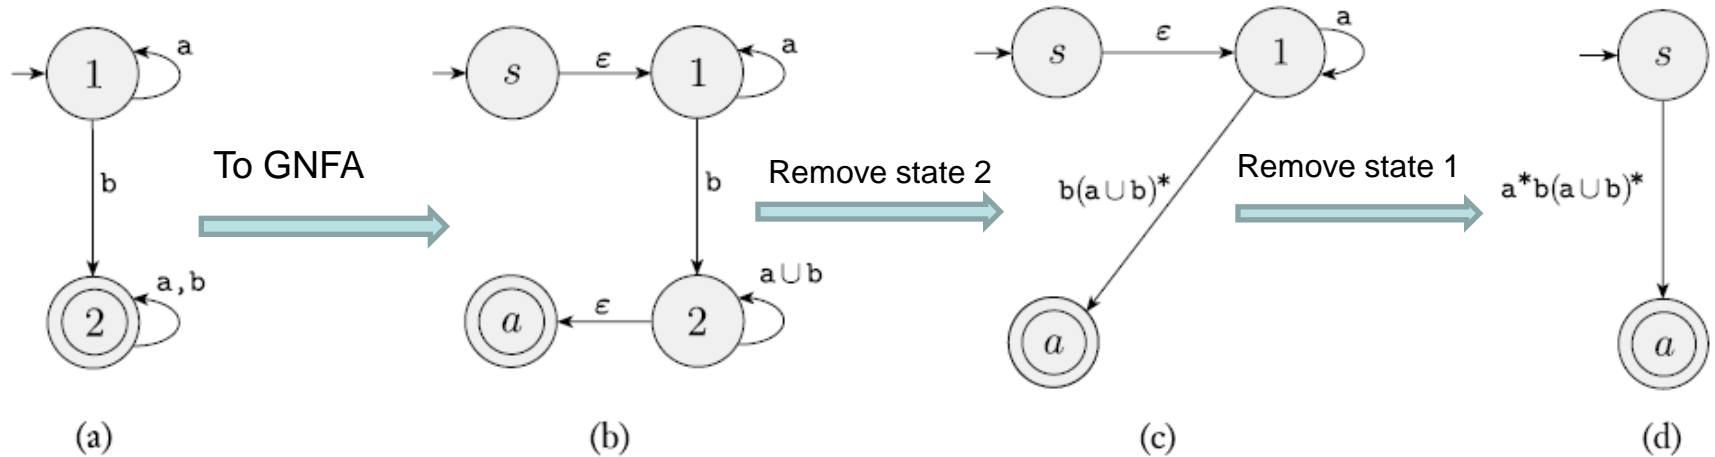 1
a
b
2
a,b
(a)
To GNFA
s
ε
1
a
b
a
ε
2
a∪b
(b)
Remove state 2
s
ε
1
a
b(a∪b)*
a
(c)
Remove state 1
s
a*b(a∪b)*
a
(d)